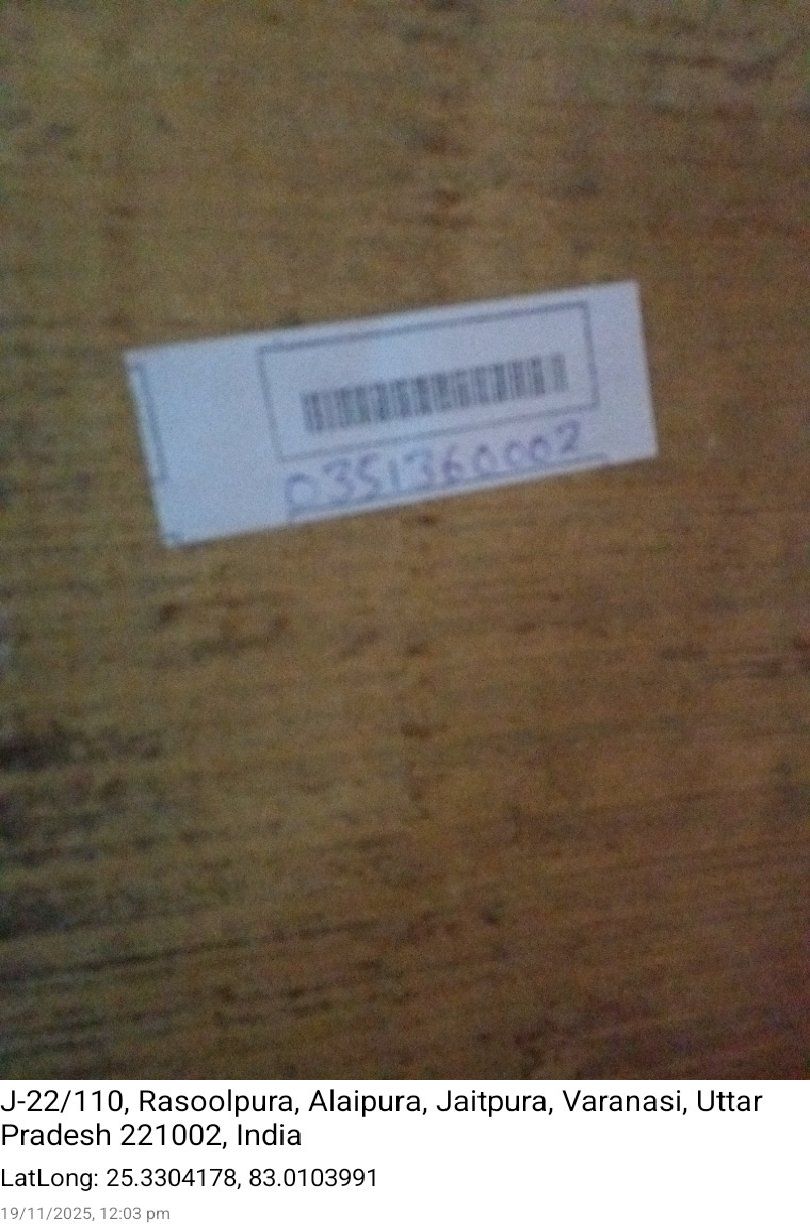 0351360002
J-22/110, Rasoolpura, Alaipura, Jaitpura, Varanasi, Uttar
Pradesh 221002, India
LatLong: 25.3304178, 83.0103991
19/11/2025, 12:03 pm